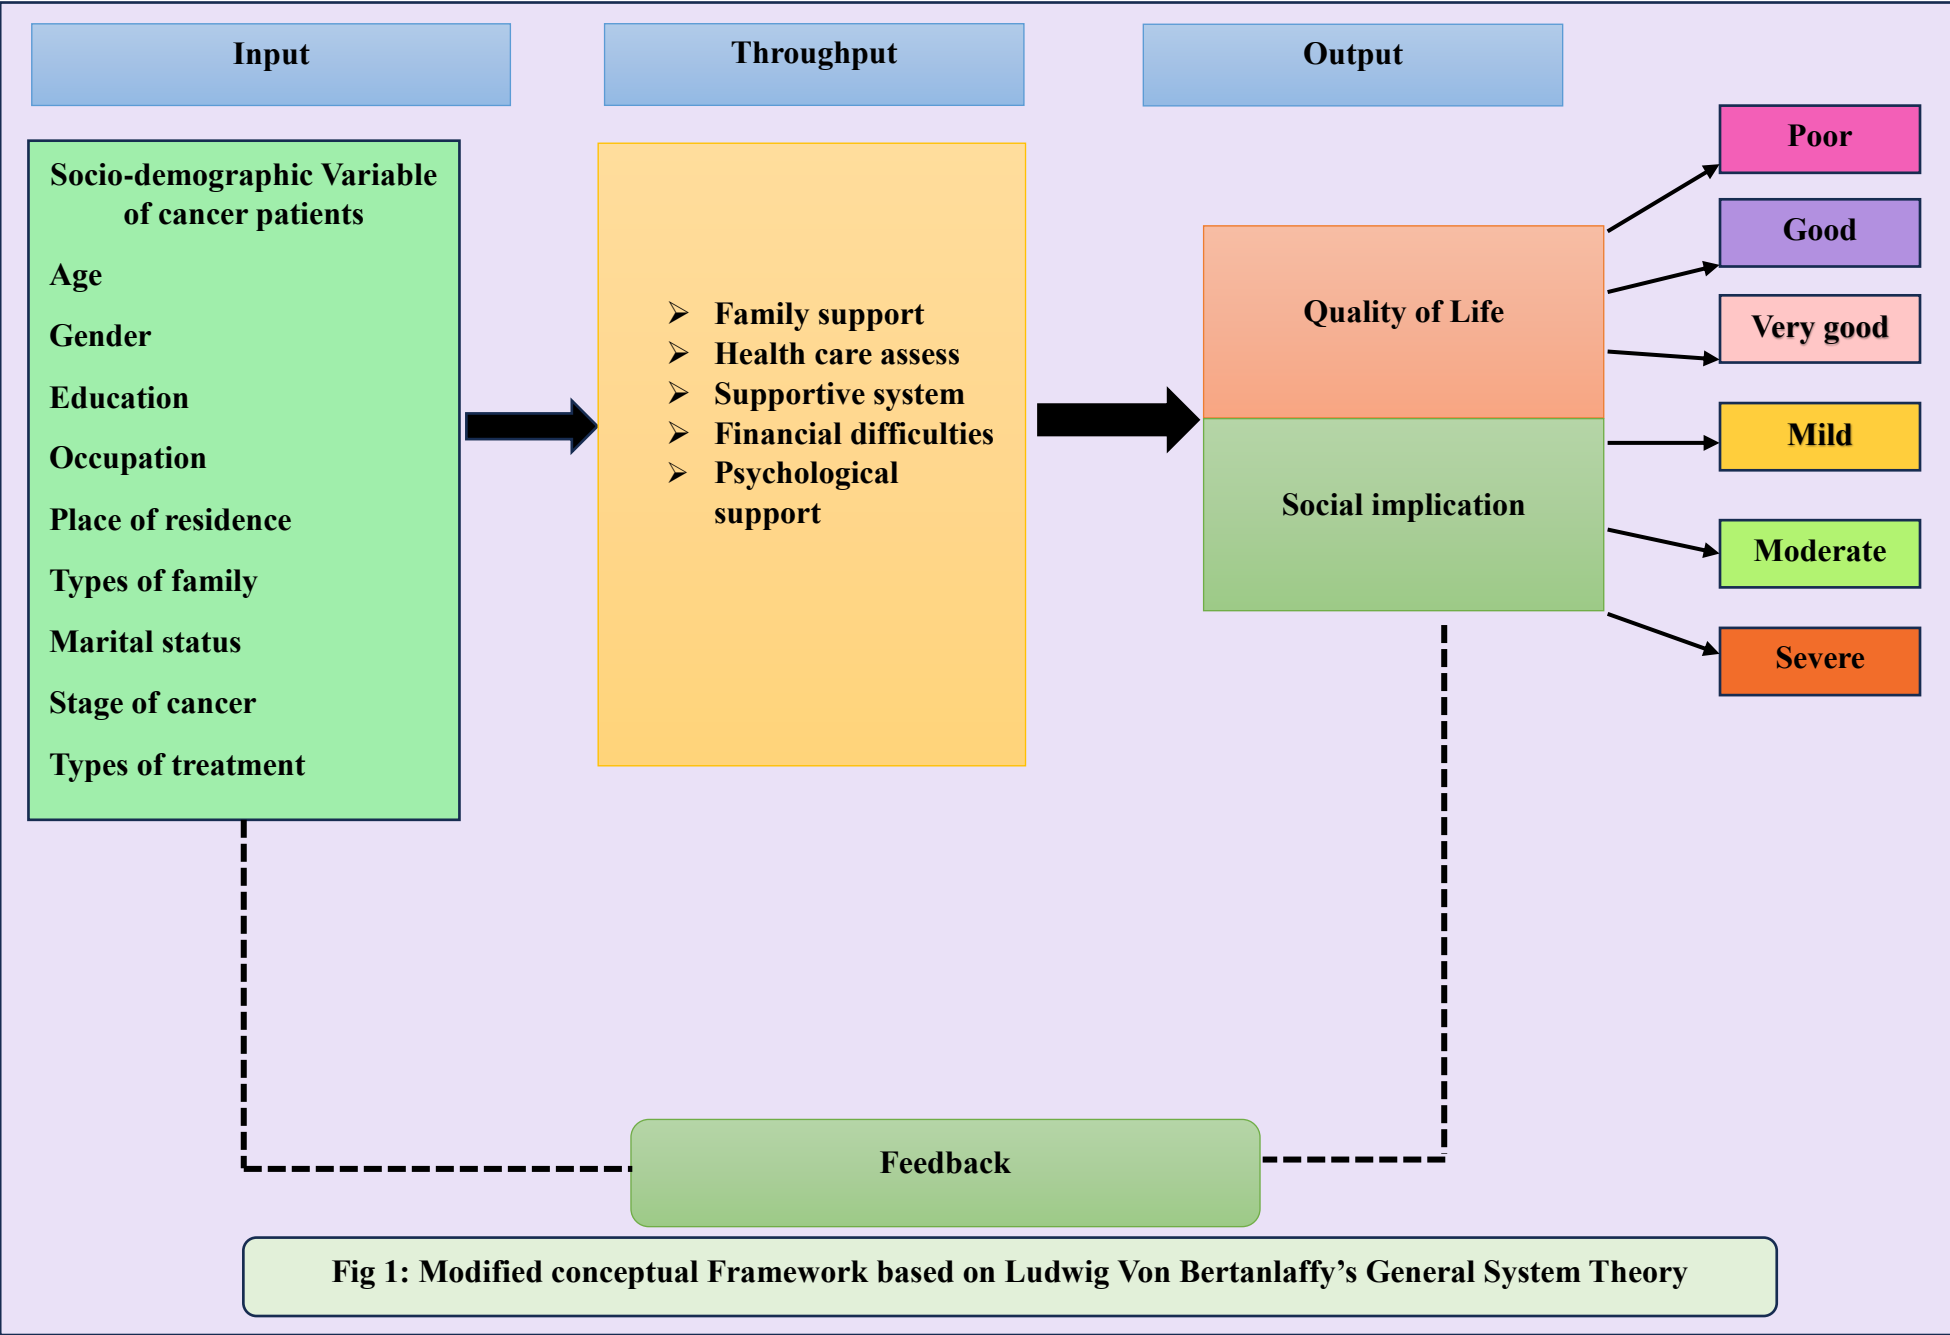 Input
Throughput
Output
Socio-demographic Variable
of cancer patients
Age
Gender
Education
Occupation
Place of residence
Types of family
Marital status
Stage of cancer
Types of treatment
➢ Family support
➢ Health care assess
➢ Supportive system
➢ Financial difficulties
➢ Psychological
support
Quality of Life
Social implication
Poor
Good
Very good
Mild
Moderate
Severe
Feedback
Fig 1: Modified conceptual Framework based on Ludwig Von Bertanlaffy’s General System Theory